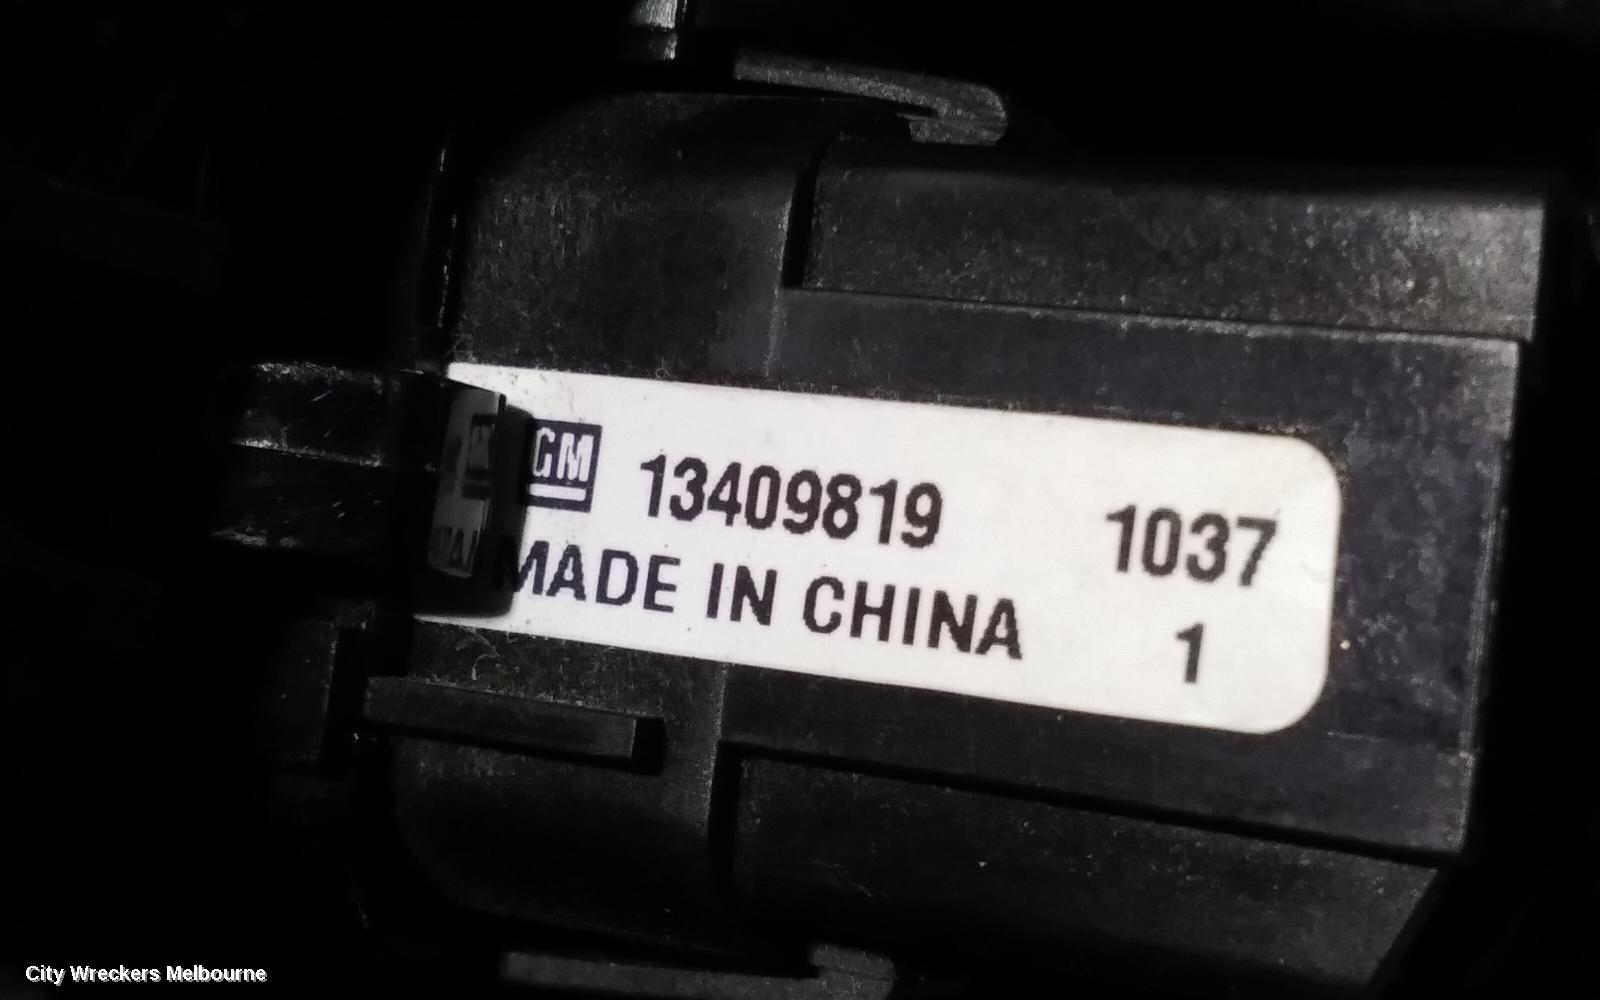 GM 13409819 1037
MADE IN CHINA 1
City Wreckers Melbourne